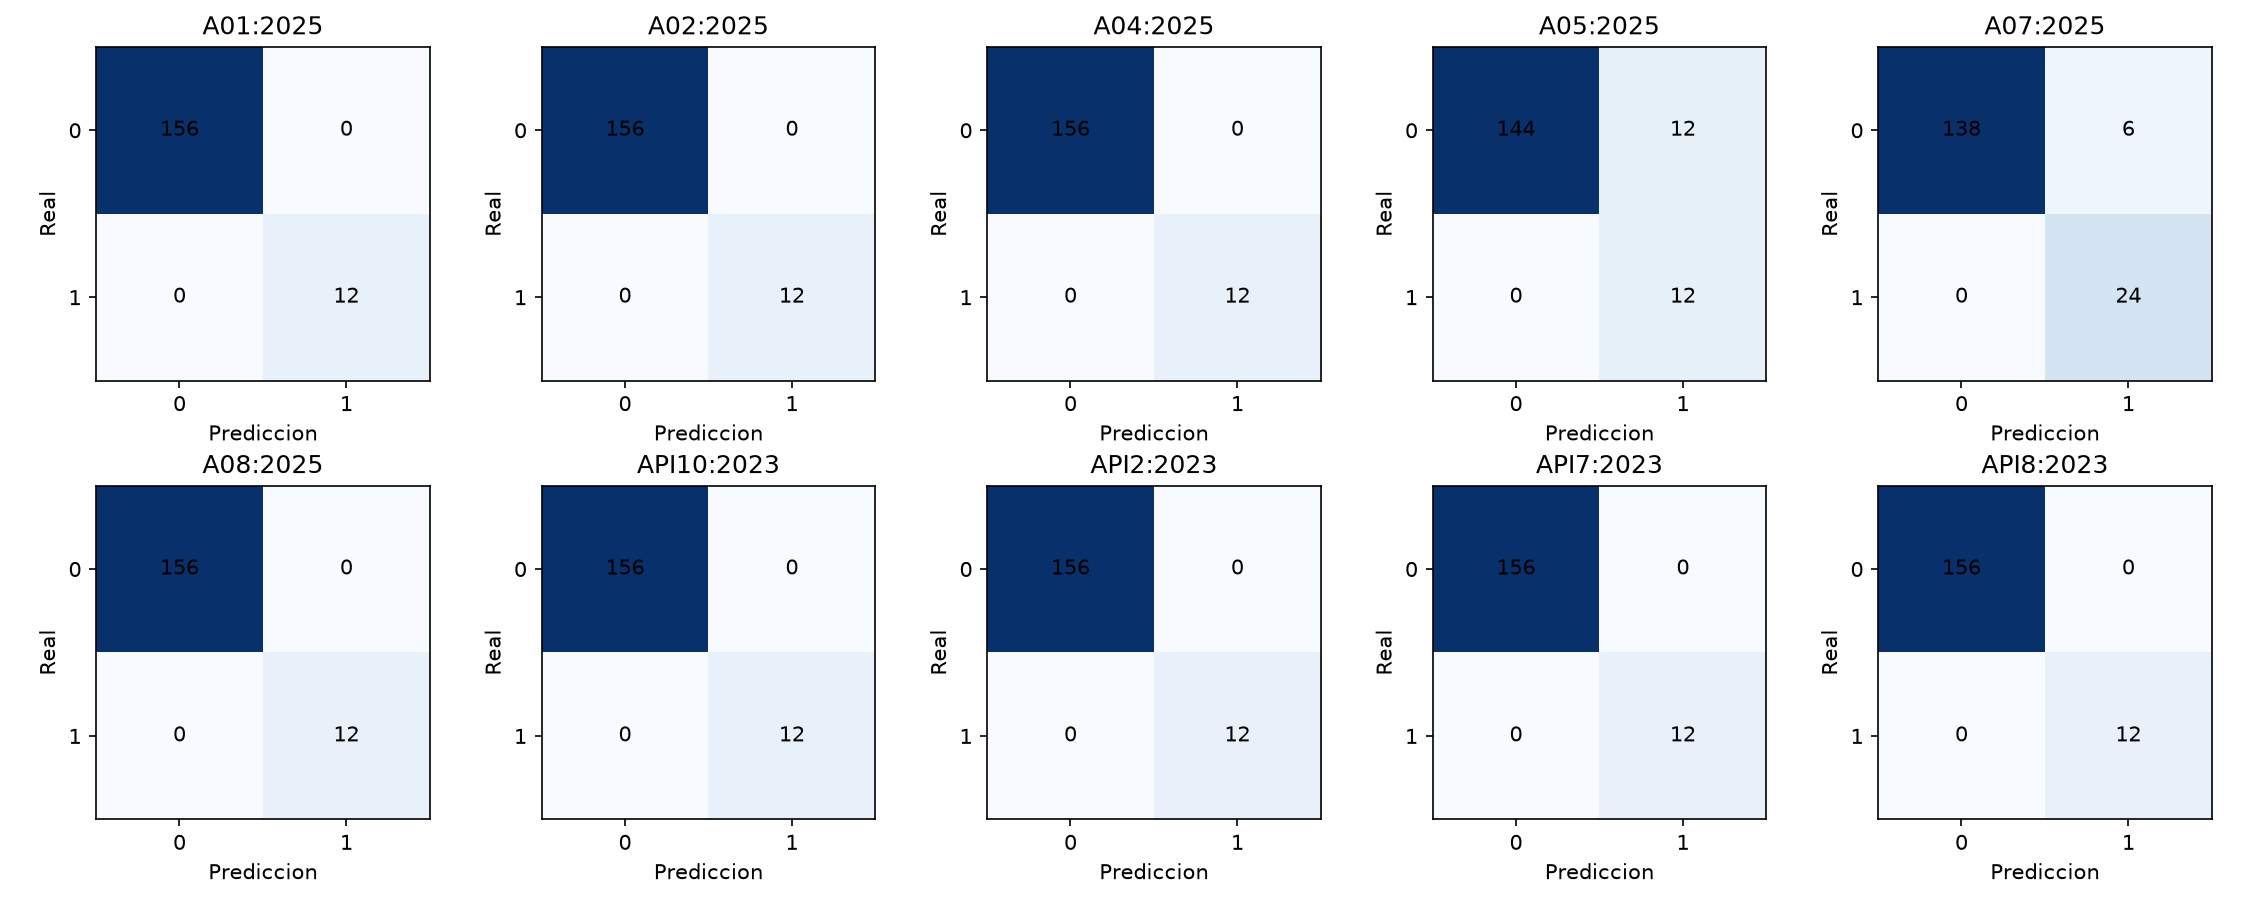 A01:2025
0 156 0
Real
1 0 12
0 1
Prediccion
A02:2025
0 156 0
Real
1 0 12
0 1
Prediccion
A04:2025
0 156 0
Real
1 0 12
0 1
Prediccion
A05:2025
0 144 12
Real
1 0 12
0 1
Prediccion
A07:2025
0 138 6
Real
1 0 24
0 1
Prediccion
A08:2025
0 156 0
Real
1 0 12
0 1
Prediccion
API10:2023
0 156 0
Real
1 0 12
0 1
Prediccion
API2:2023
0 156 0
Real
1 0 12
0 1
Prediccion
API7:2023
0 156 0
Real
1 0 12
0 1
Prediccion
API8:2023
0 156 0
Real
1 0 12
0 1
Prediccion